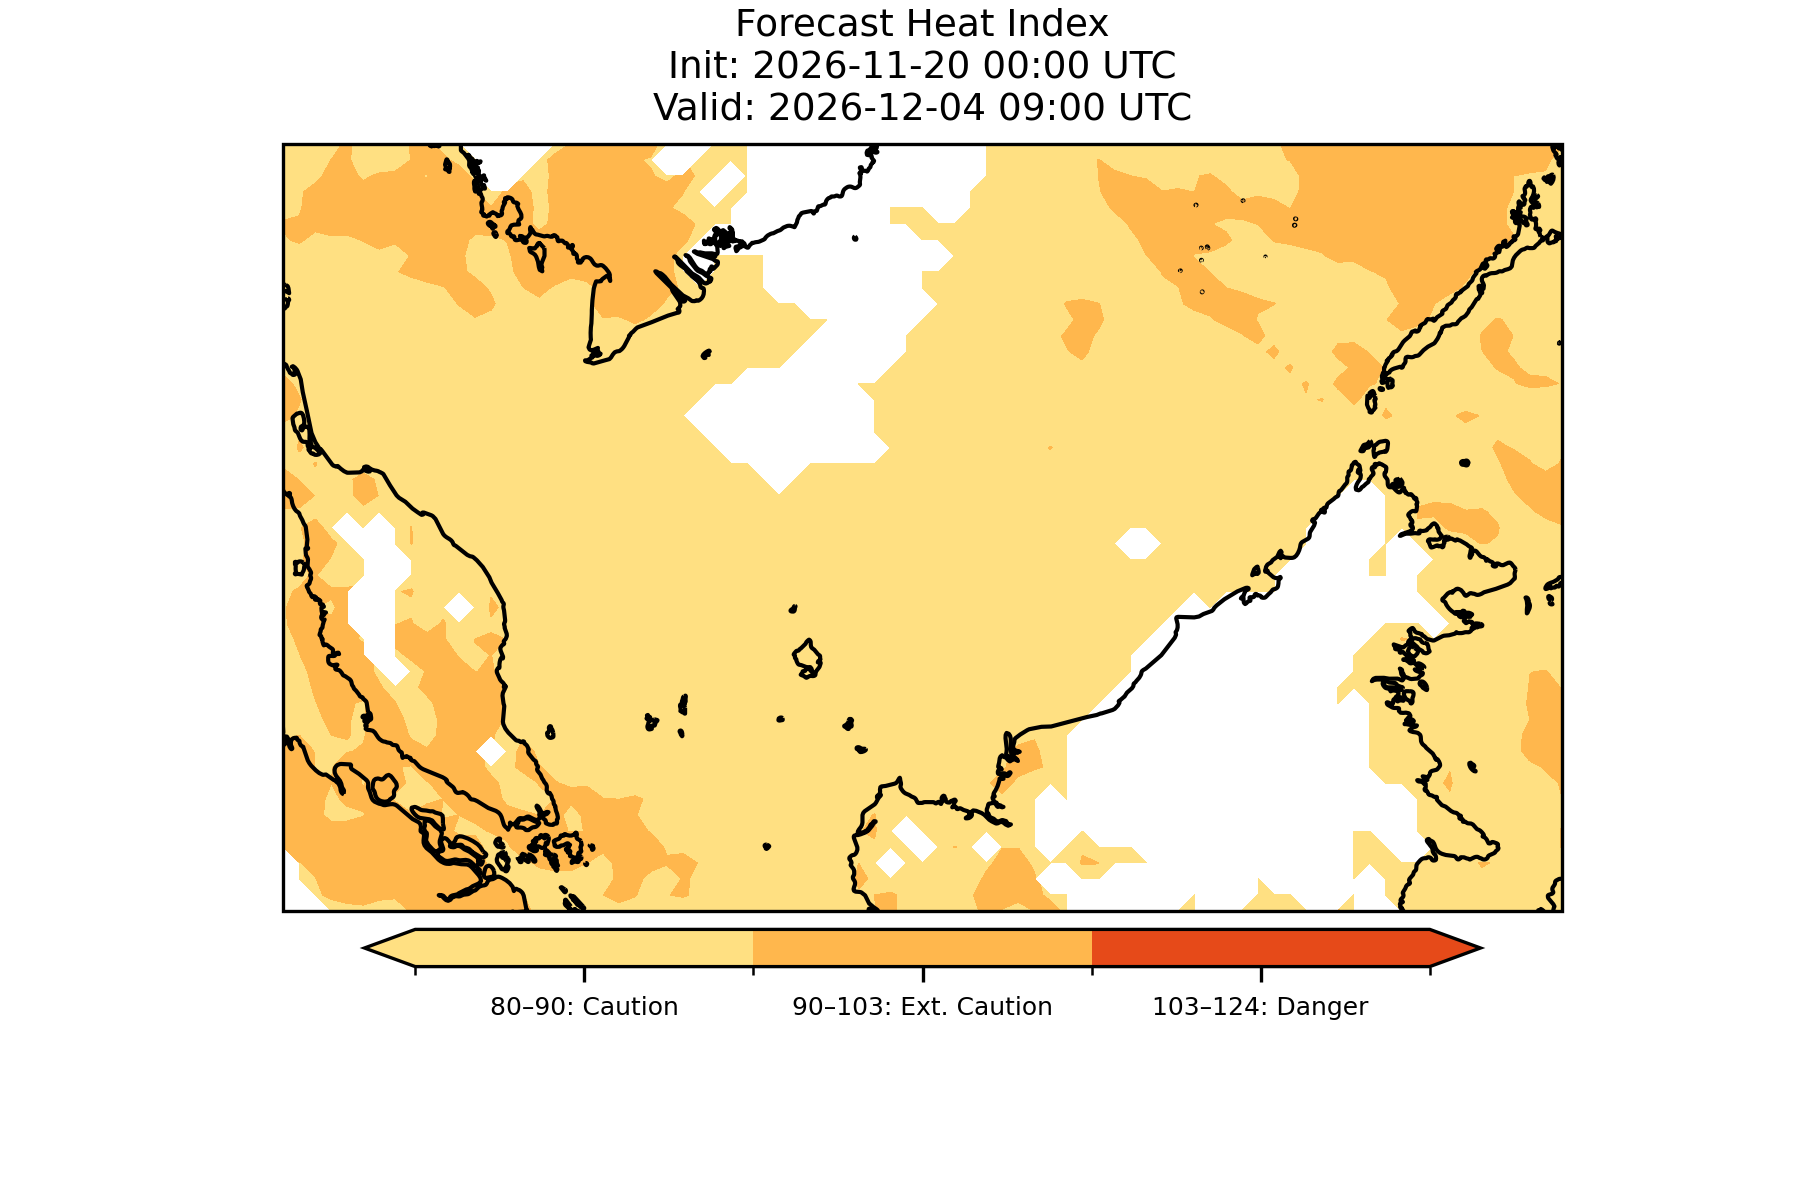 Forecast Heat Index
Init: 2026-11-20 00:00 UTC
Valid: 2026-12-04 09:00 UTC
80–90: Caution
90–103: Ext. Caution
103–124: Danger